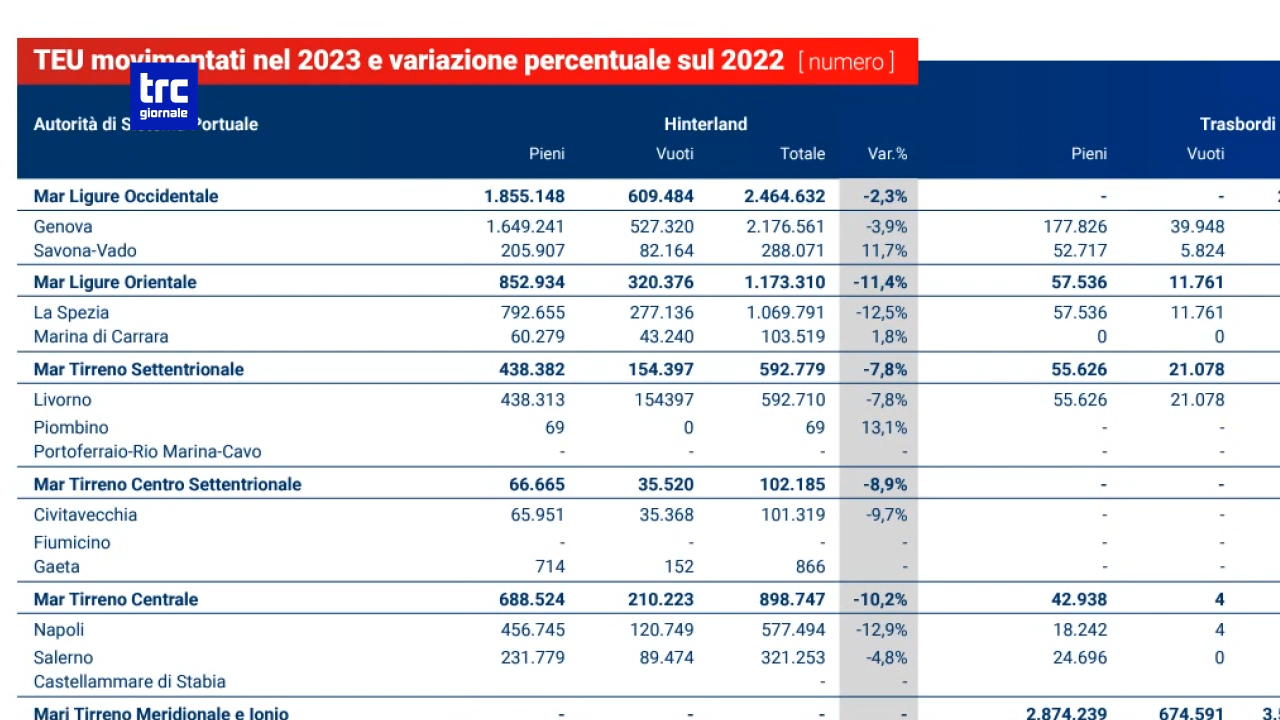 TEU movimentati nel 2023 e variazione percentuale sul 2022 [ numero ]
trc
giornale
Autorità di Portuale Hinterland Trasbordi
Pieni Vuoti Totale Var.% Pieni Vuoti
Mar Ligure Occidentale 1.855.148 609.484 2.464.632 -2,3% - -
Genova 1.649.241 527.320 2.176.561 -3,9% 177.826 39.948
Savona-Vado 205.907 82.164 288.071 11,7% 52.717 5.824
Mar Ligure Orientale 852.934 320.376 1.173.310 -11,4% 57.536 11.761
La Spezia 792.655 277.136 1.069.791 -12,5% 57.536 11.761
Marina di Carrara 60.279 43.240 103.519 1,8% 0 0
Mar Tirreno Settentrionale 438.382 154.397 592.779 -7,8% 55.626 21.078
Livorno 438.313 154397 592.710 -7,8% 55.626 21.078
Piombino 69 0 69 13,1% - -
Portoferraio-Rio Marina-Cavo - - - - - -
Mar Tirreno Centro Settentrionale 66.665 35.520 102.185 -8,9% - -
Civitavecchia 65.951 35.368 101.319 -9,7% - -
Fiumicino - - - - - -
Gaeta 714 152 866 - - -
Mar Tirreno Centrale 688.524 210.223 898.747 -10,2% 42.938 4
Napoli 456.745 120.749 577.494 -12,9% 18.242 4
Salerno 231.779 89.474 321.253 -4,8% 24.696 0
Castellammare di Stabia - -
Mari Tirreno Meridionale e Ionio - - - - 2.874.239 674.591